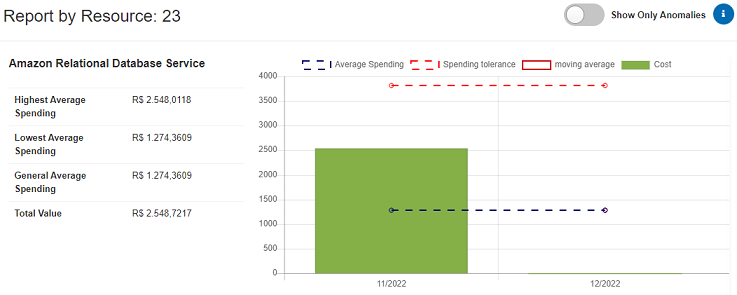 Report by Resource: 23
Show Only Anomalies
i
Amazon Relational Database Service
Highest Average
Spending
R$ 2.548,0118
Lowest Average
Spending
R$ 1.274,3609
General Average
Spending
R$ 1.274,3609
Total Value
R$ 2.548,7217
Average Spending
Spending tolerance
moving average
Cost
4000
3500
3000
2500
2000
1500
1000
500
0
11/2022
12/2022